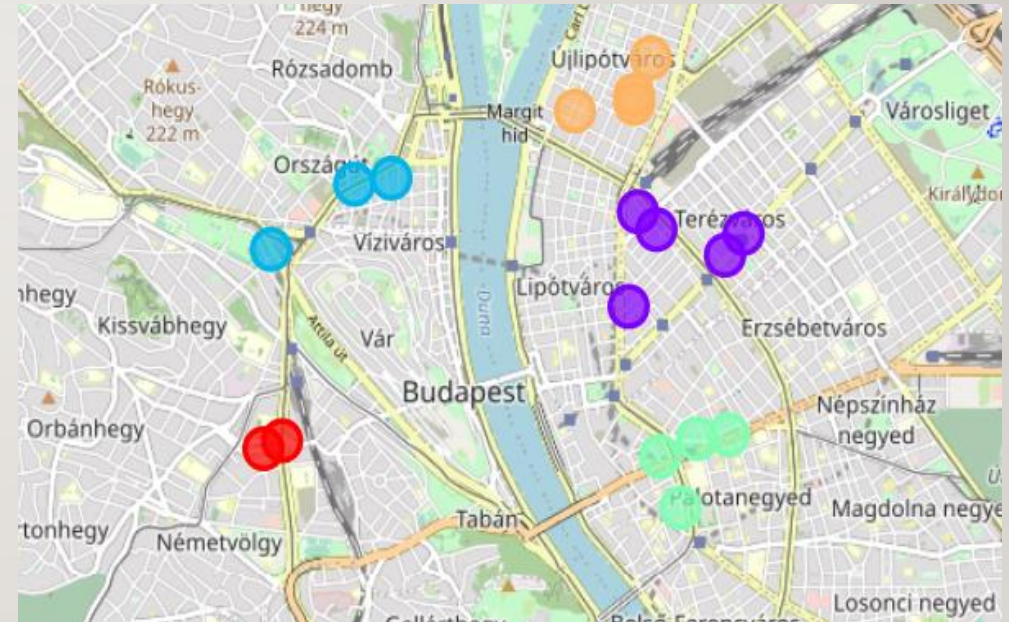 hegy
224 m
Carl
Újlipótváros
Rózsadomb
Rókus-
hegy
222 m
Margit
híd
Városliget
Országút
Terézváros
Víziváros
Lipótváros
Duna
Kissvábhegy
Attila út
Vár
Erzsébetváros
Budapest
Orbánhegy
Népszínház
negyed
Palotanegyed
Magdolna negye
Tabán
rtonhegy
Németvölgy
Losonci negyed